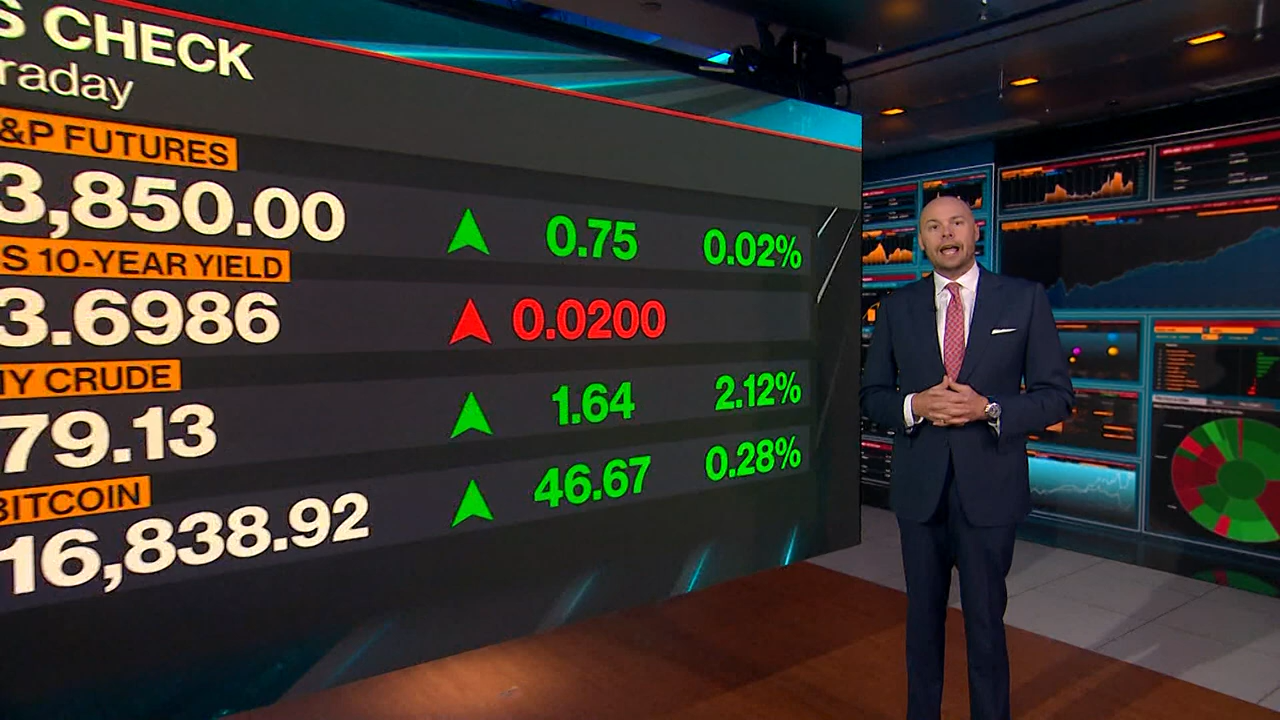 S CHECK
raday
&P FUTURES
3,850.00 0.75 0.02%
S 10-YEAR YIELD
3.6986 0.0200
MY CRUDE
79.13 1.64 2.12%
BITCOIN
16,838.92 46.67 0.28%